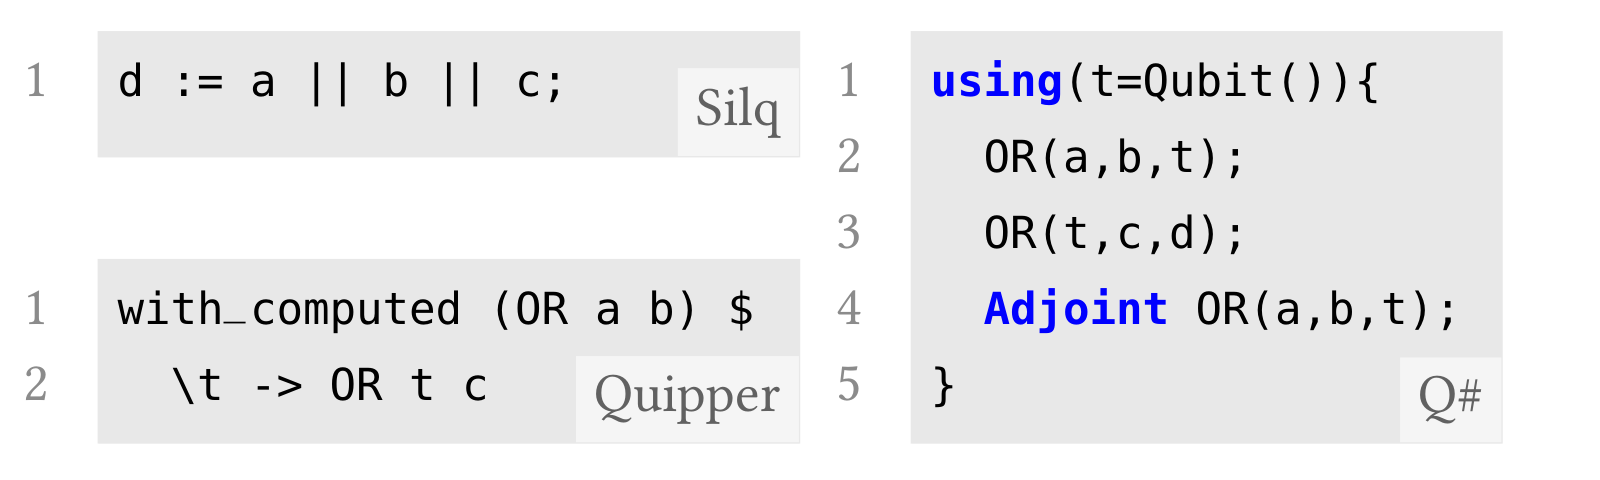 1 d := a || b || c;
Silq
1 with_computed (OR a b) $
2 \t -> OR t c
Quipper
1 using(t=Qubit()){
2 OR(a,b,t);
3 OR(t,c,d);
4 Adjoint OR(a,b,t);
5 }
Q#